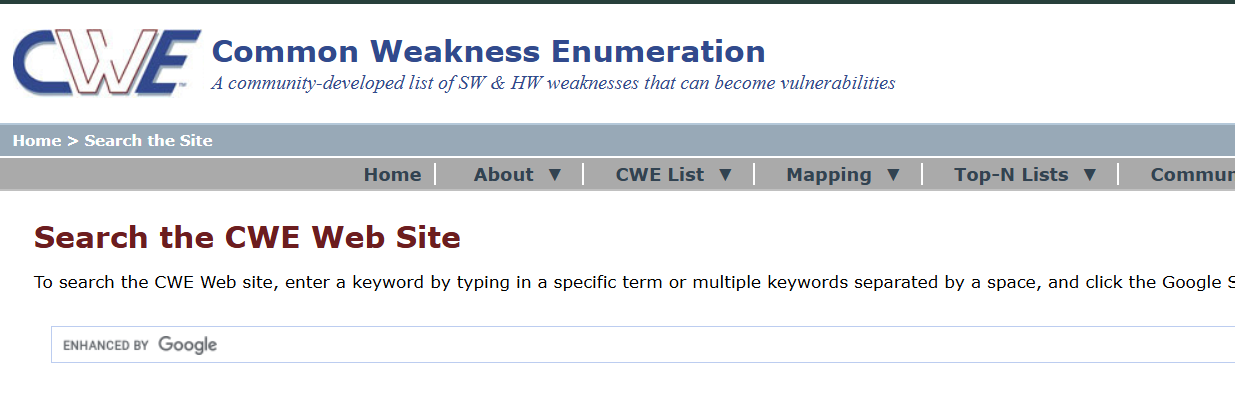 CWE™
Common Weakness Enumeration
A community-developed list of SW & HW weaknesses that can become vulnerabilities
Home > Search the Site
Home About ▼ CWE List ▼ Mapping ▼ Top-N Lists ▼ Commun
Search the CWE Web Site
To search the CWE Web site, enter a keyword by typing in a specific term or multiple keywords separated by a space, and click the Google S
ENHANCED BY Google